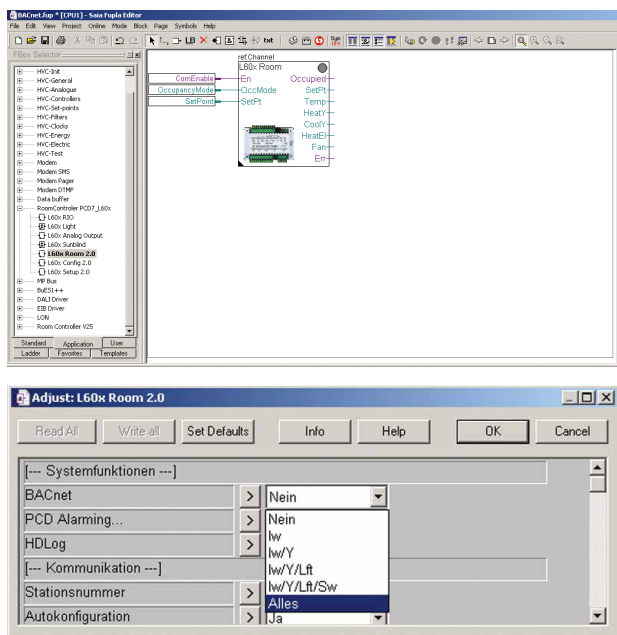 BACnet.fup * [CPU1] - Saia Fupla Editor
File Edit View Project Online Mode Block Page Symbols Help
LB txt
FBox Selector
HVC-Init
HVC-General
HVC-Analogue
HVC-Controllers
HVC-Set-points
HVC-Filters
HVC-Clocks
HVC-Energy
HVC-Electric
HVC-Test
Modem
Modem SMS
Modem Pager
Modem DTMF
Data buffer
RoomControler PCD7_L60x
L60x RIO
L60x Light
L60x Analog Output
L60x Sunblind
L60x Room 2.0
L60x Config 2.0
L60x Setup 2.0
MP Bus
BuES1++
DALI Driver
EIB Driver
LON
Room Controller V25
Standard Application User
Ladder Favorites Templates
ref:Channel
L60x Room
ComEnable En Occupied
OccupancyMode OccMode SetPt
SetPoint SetPt Temp
HeatY
CoolY
HeatEl
Fan
Err
Adjust: L60x Room 2.0
Read All Write all Set Defaults Info Help OK Cancel
[--- Systemfunktionen ---]
BACnet > Nein
PCD Alarming... > Nein
Iw
HDLog > Iw/Y
[--- Kommunikation ---] Iw/Y/Lft
Stationsnummer > Iw/Y/Lft/Sw
Alles
Autokonfiguration > Ja